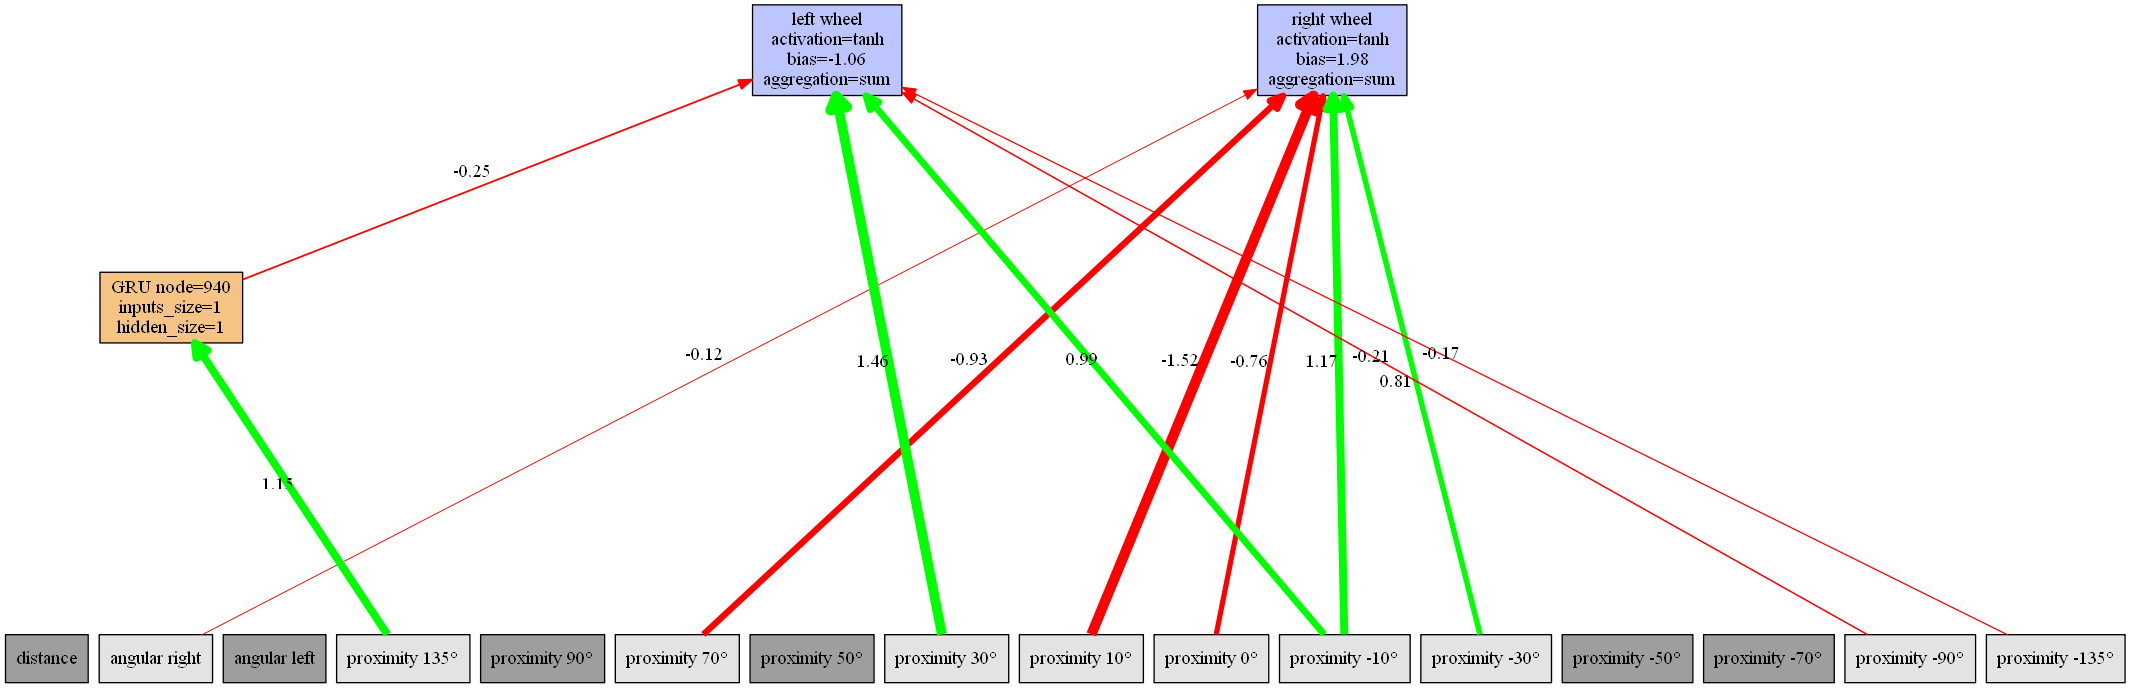 left wheel
activation=tanh
bias=-1.06
aggregation=sum
right wheel
activation=tanh
bias=1.98
aggregation=sum
-0.25
GRU node=940
inputs_size=1
hidden_size=1
-0.12
1.46
-0.93
0.99
-1.52
-0.76
1.17
-0.21
-0.17
0.81
1.15
distance
angular right
angular left
proximity 135°
proximity 90°
proximity 70°
proximity 50°
proximity 30°
proximity 10°
proximity 0°
proximity -10°
proximity -30°
proximity -50°
proximity -70°
proximity -90°
proximity -135°